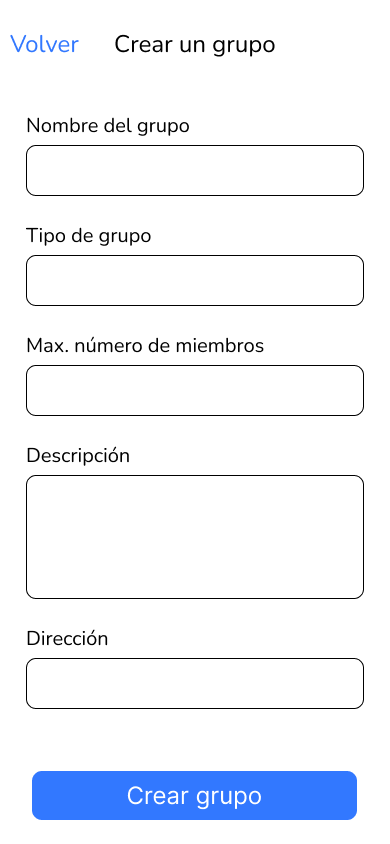 Volver Crear un grupo
Nombre del grupo
Tipo de grupo
Max. número de miembros
Descripción
Dirección
Crear grupo